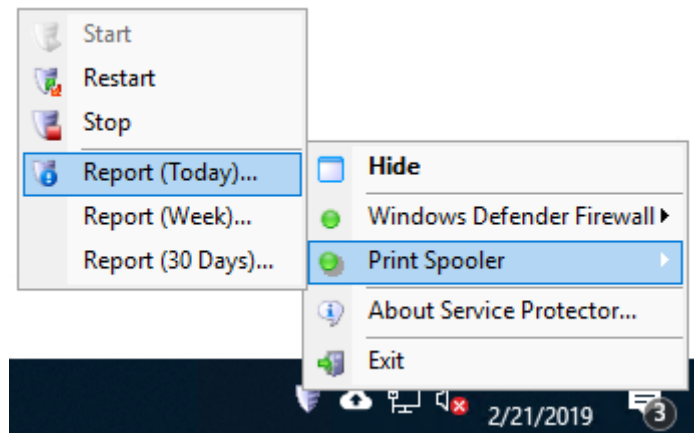 Start
Restart
Stop
Report (Today)...
Report (Week)...
Report (30 Days)...
Hide
Windows Defender Firewall
Print Spooler
About Service Protector...
Exit
2/21/2019
3